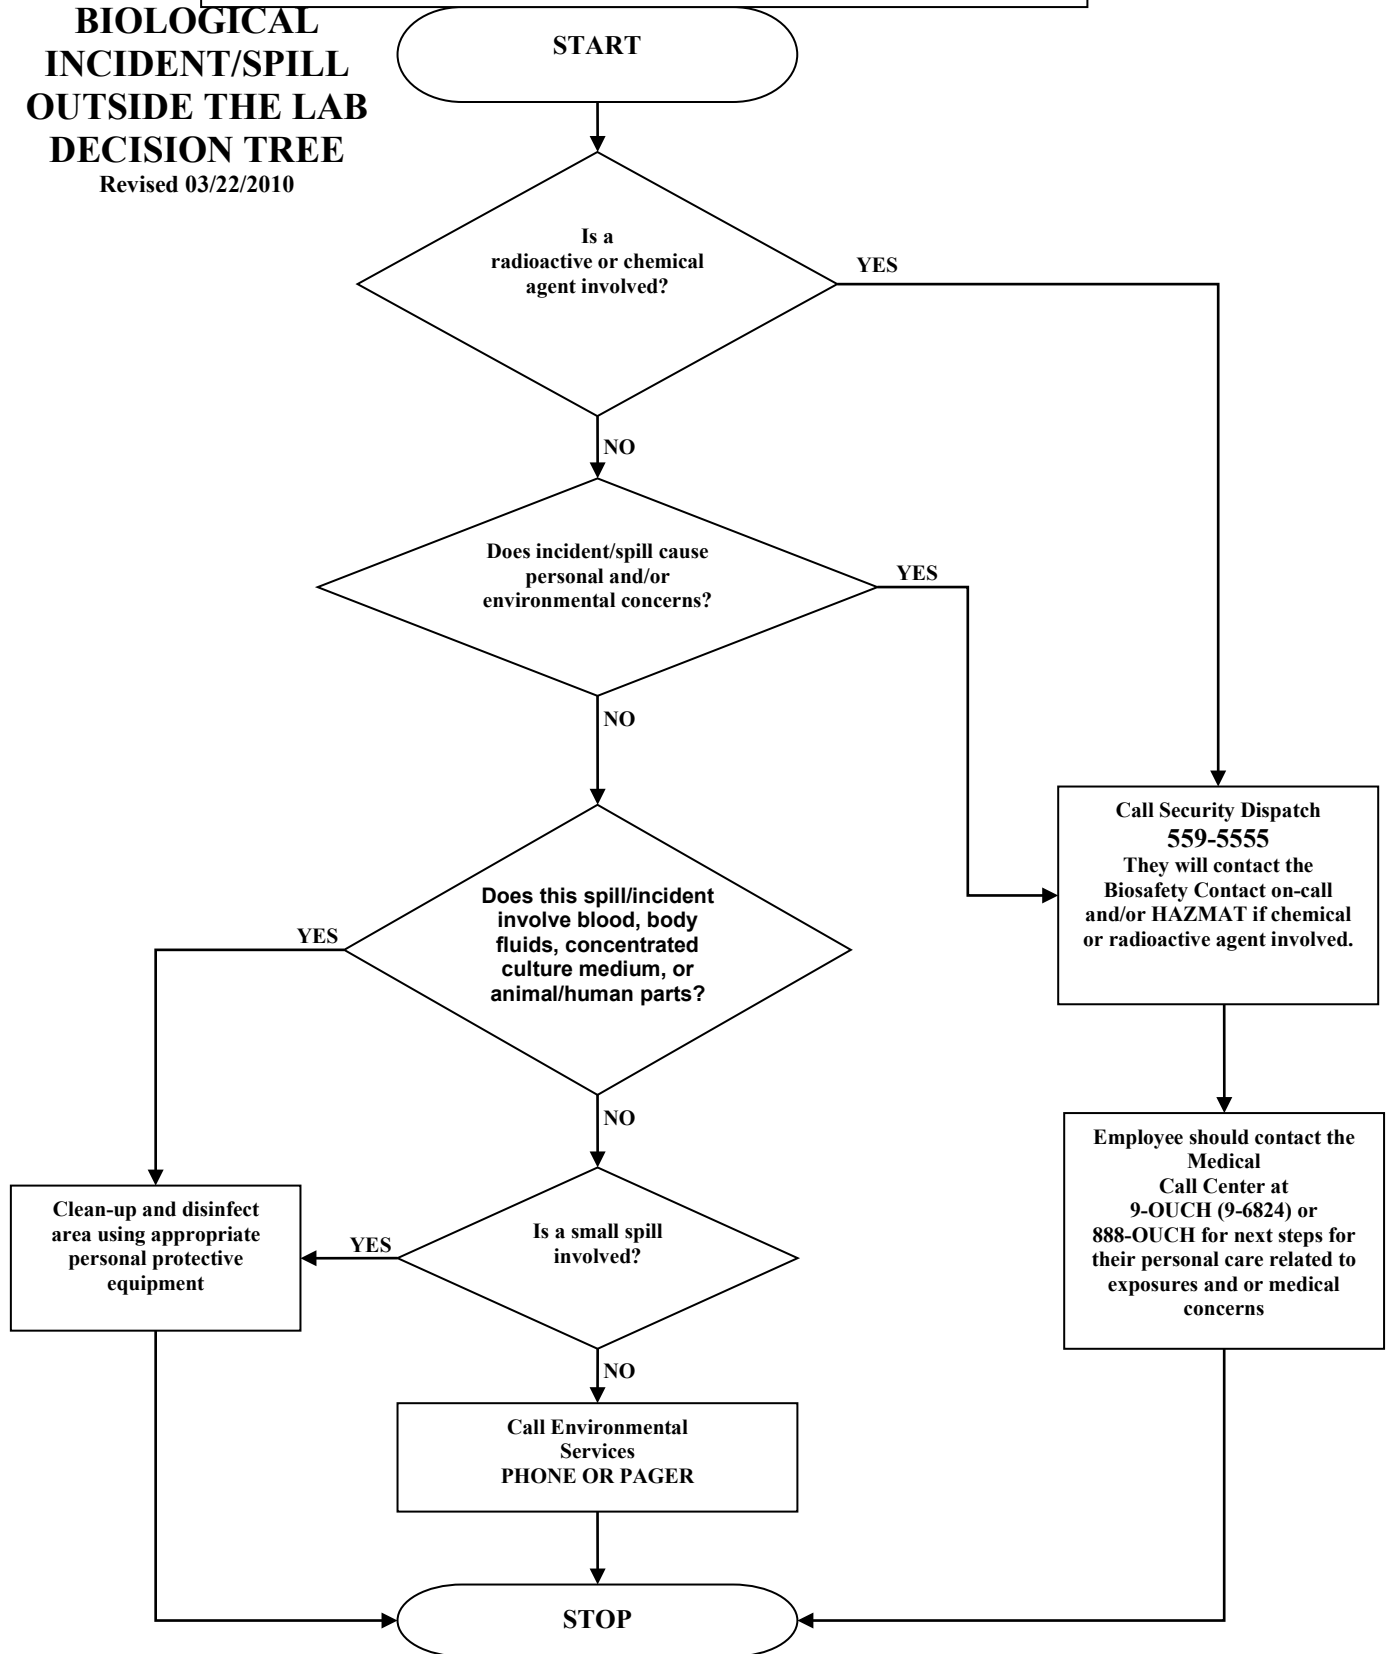 BIOLOGICAL
INCIDENT/SPILL
OUTSIDE THE LAB
DECISION TREE
Revised 03/22/2010
START
Is a
radioactive or chemical
agent involved?
YES
NO
Does incident/spill cause
personal and/or
environmental concerns?
YES
NO
Does this spill/incident
involve blood, body
fluids, concentrated
culture medium, or
animal/human parts?
YES
NO
Call Security Dispatch
559-5555
They will contact the
Biosafety Contact on-call
and/or HAZMAT if chemical
or radioactive agent involved.
Employee should contact the
Medical
Call Center at
9-OUCH (9-6824) or
888-OUCH for next steps for
their personal care related to
exposures and or medical
concerns
Clean-up and disinfect
area using appropriate
personal protective
equipment
YES
Is a small spill
involved?
NO
Call Environmental
Services
PHONE OR PAGER
STOP